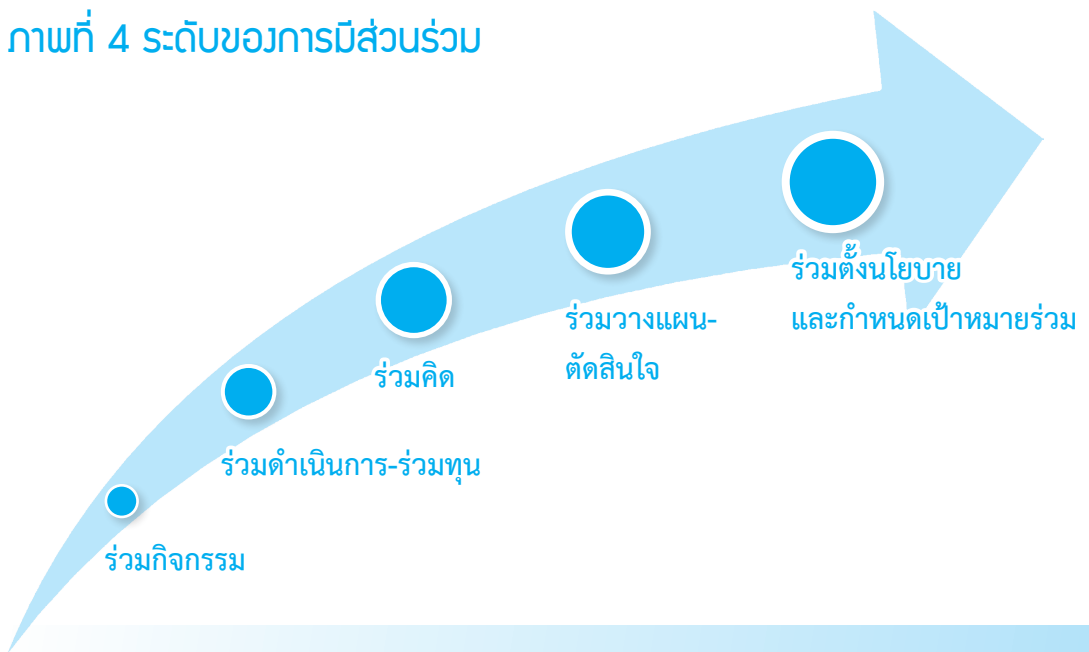 ภาพที่ 4 ระดับของการมีส่วนร่วม
ร่วมกิจกรรม
ร่วมดำเนินการ-ร่วมทุน
ร่วมคิด
ร่วมวางแผน-
ตัดสินใจ
ร่วมตั้งนโยบาย
และกำหนดเป้าหมายร่วม